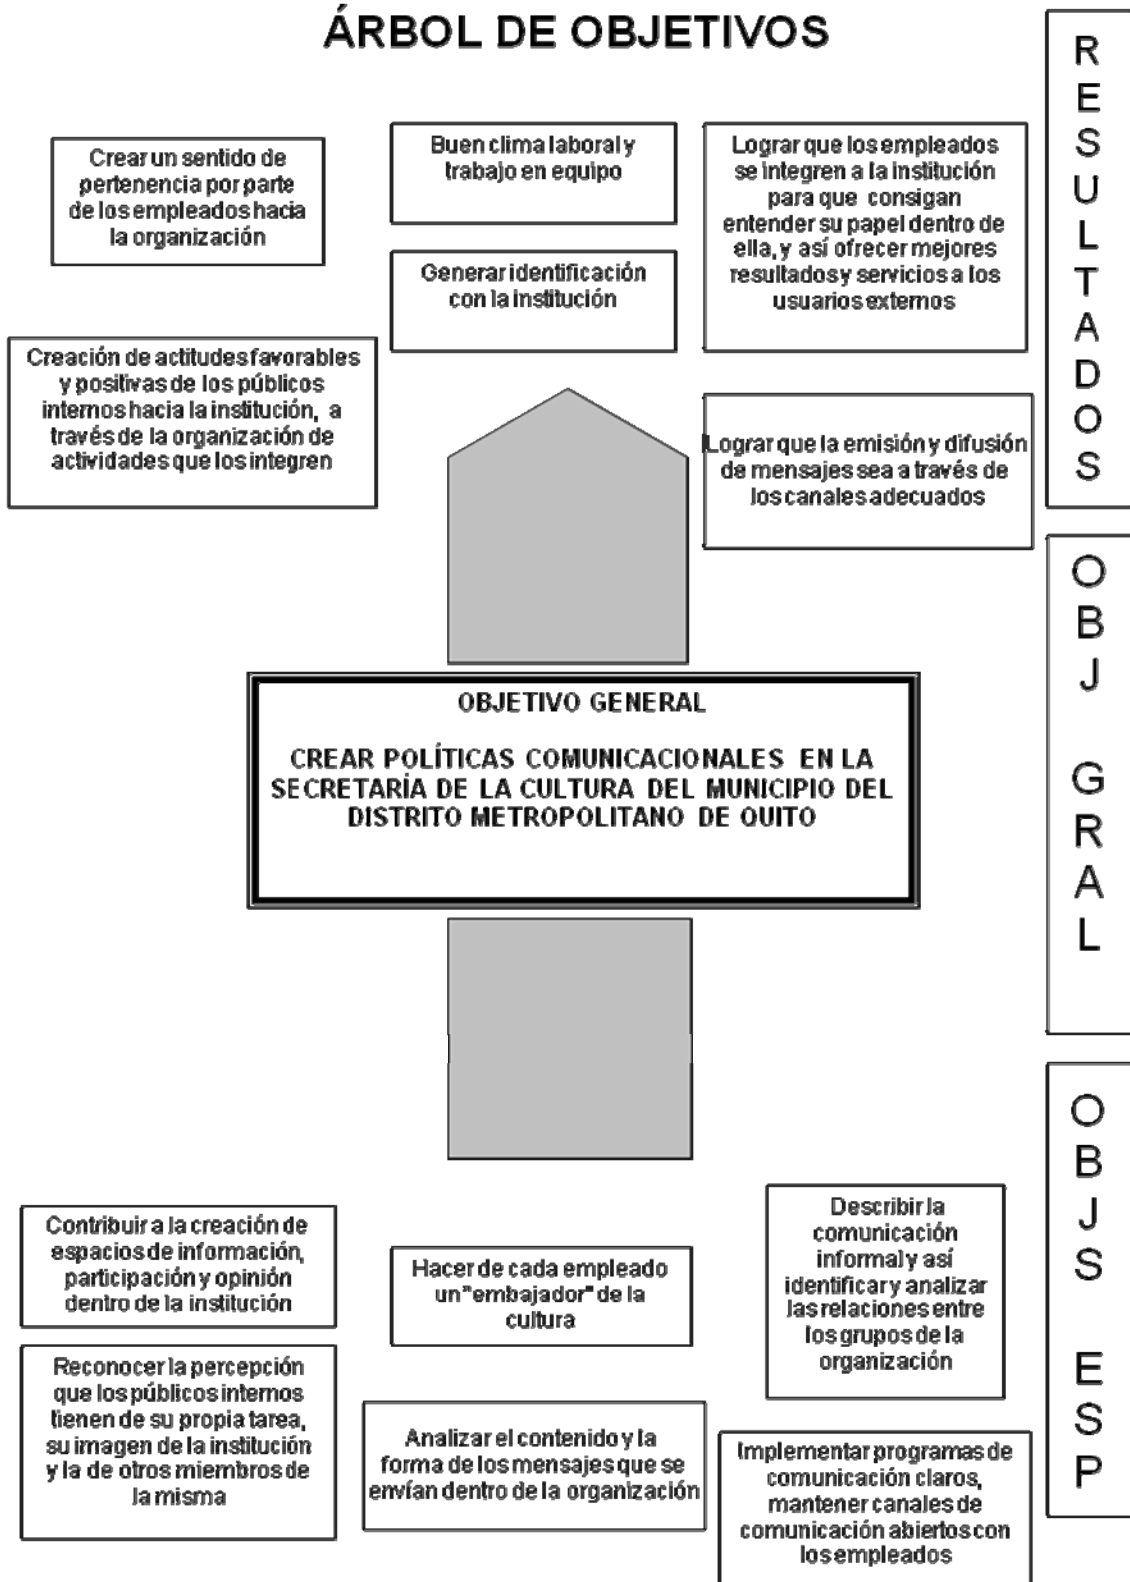 ÁRBOL DE OBJETIVOS
Crear un sentido de
pertenencia por parte
de los empleados hacia
la organización
Buen clima laboral y
trabajo en equipo
Lograr que los empleados
se integren a la institución
para que consigan
entender su papel dentro de
ella, y así ofrecer mejores
resultados y servicios a los
usuarios externos
Generar identificación
con la institución
Creación de actitudes favorables
y positivas de los públicos
internos hacia la institución, a
través de la organización de
actividades que los integren
Lograr que la emisión y difusión
de mensajes sea a través de
los canales adecuados
R
E
S
U
L
T
A
D
O
S
OBJETIVO GENERAL
CREAR POLÍTICAS COMUNICACIONALES EN LA
SECRETARÍA DE LA CULTURA DEL MUNICIPIO DEL
DISTRITO METROPOLITANO DE QUITO
O
B
J
G
R
A
L
Contribuir a la creación de
espacios de información,
participación y opinión
dentro de la institución
Hacer de cada empleado
un "embajador" de la
cultura
Describir la
comunicación
informal y así
identificar y analizar
las relaciones entre
los grupos de la
organización
Reconocer la percepción
que los públicos internos
tienen de su propia tarea,
su imagen de la institución
y la de otros miembros de
la misma
Analizar el contenido y la
forma de los mensajes que se
envían dentro de la organización
Implementar programas de
comunicación claros,
mantener canales de
comunicación abiertos con
los empleados
O
B
J
S
E
S
P